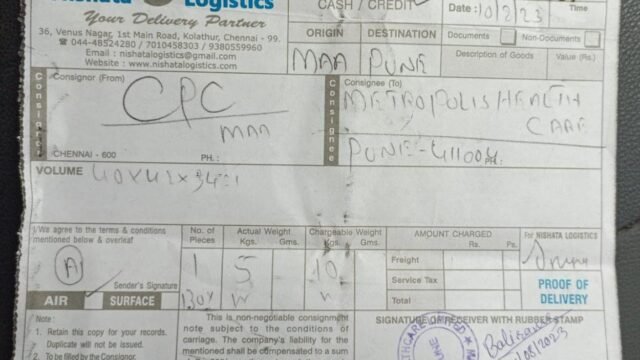 Nishata Logistics
Your Delivery Partner
36, Venus Nagar, 1st Main Road, Kolathur, Chennai - 99.
☎ 044-48524280 / 7010458303 / 9380559960
Email : nishatalogistics@gmail.com
Website : www.nishatalogistics.com
CASH / CREDIT
Date : 10/8/23
ORIGIN DESTINATION
MAA PUNE
Documents Non-Documents
Description of Goods Value (Rs.)
Consignor
Consignor (From)
CPC
MAA
CHENNAI - 600 PH. :
Consignee
Consignee (To)
METROPOLIS HEALTH
CARE
PUNE - 411004 PH.:
VOLUME 40x42x34:1
I/We agree to the terms & conditions
mentioned below & overleaf
A
Sender's Signature
AIR SURFACE
No. of Pieces
1
Actual Weight
Kgs. Gms.
5
Chargeable Weight
Kgs. Gms.
10
AMOUNT CHARGED
Rs. Ps.
Freight
Service Tax
Total
For NISHATA LOGISTICS
PROOF OF
DELIVERY
Note :
1. Retain this copy for your records.
Duplicate will not be issued.
2. To be filled by the Consignor.
This is non-negotiable consignment
note subject to the conditions of
carriage. The company's liability for the
mentioned shall be compensated to a sum
SIGNATURE OF RECEIVER WITH RUBBER STAMP